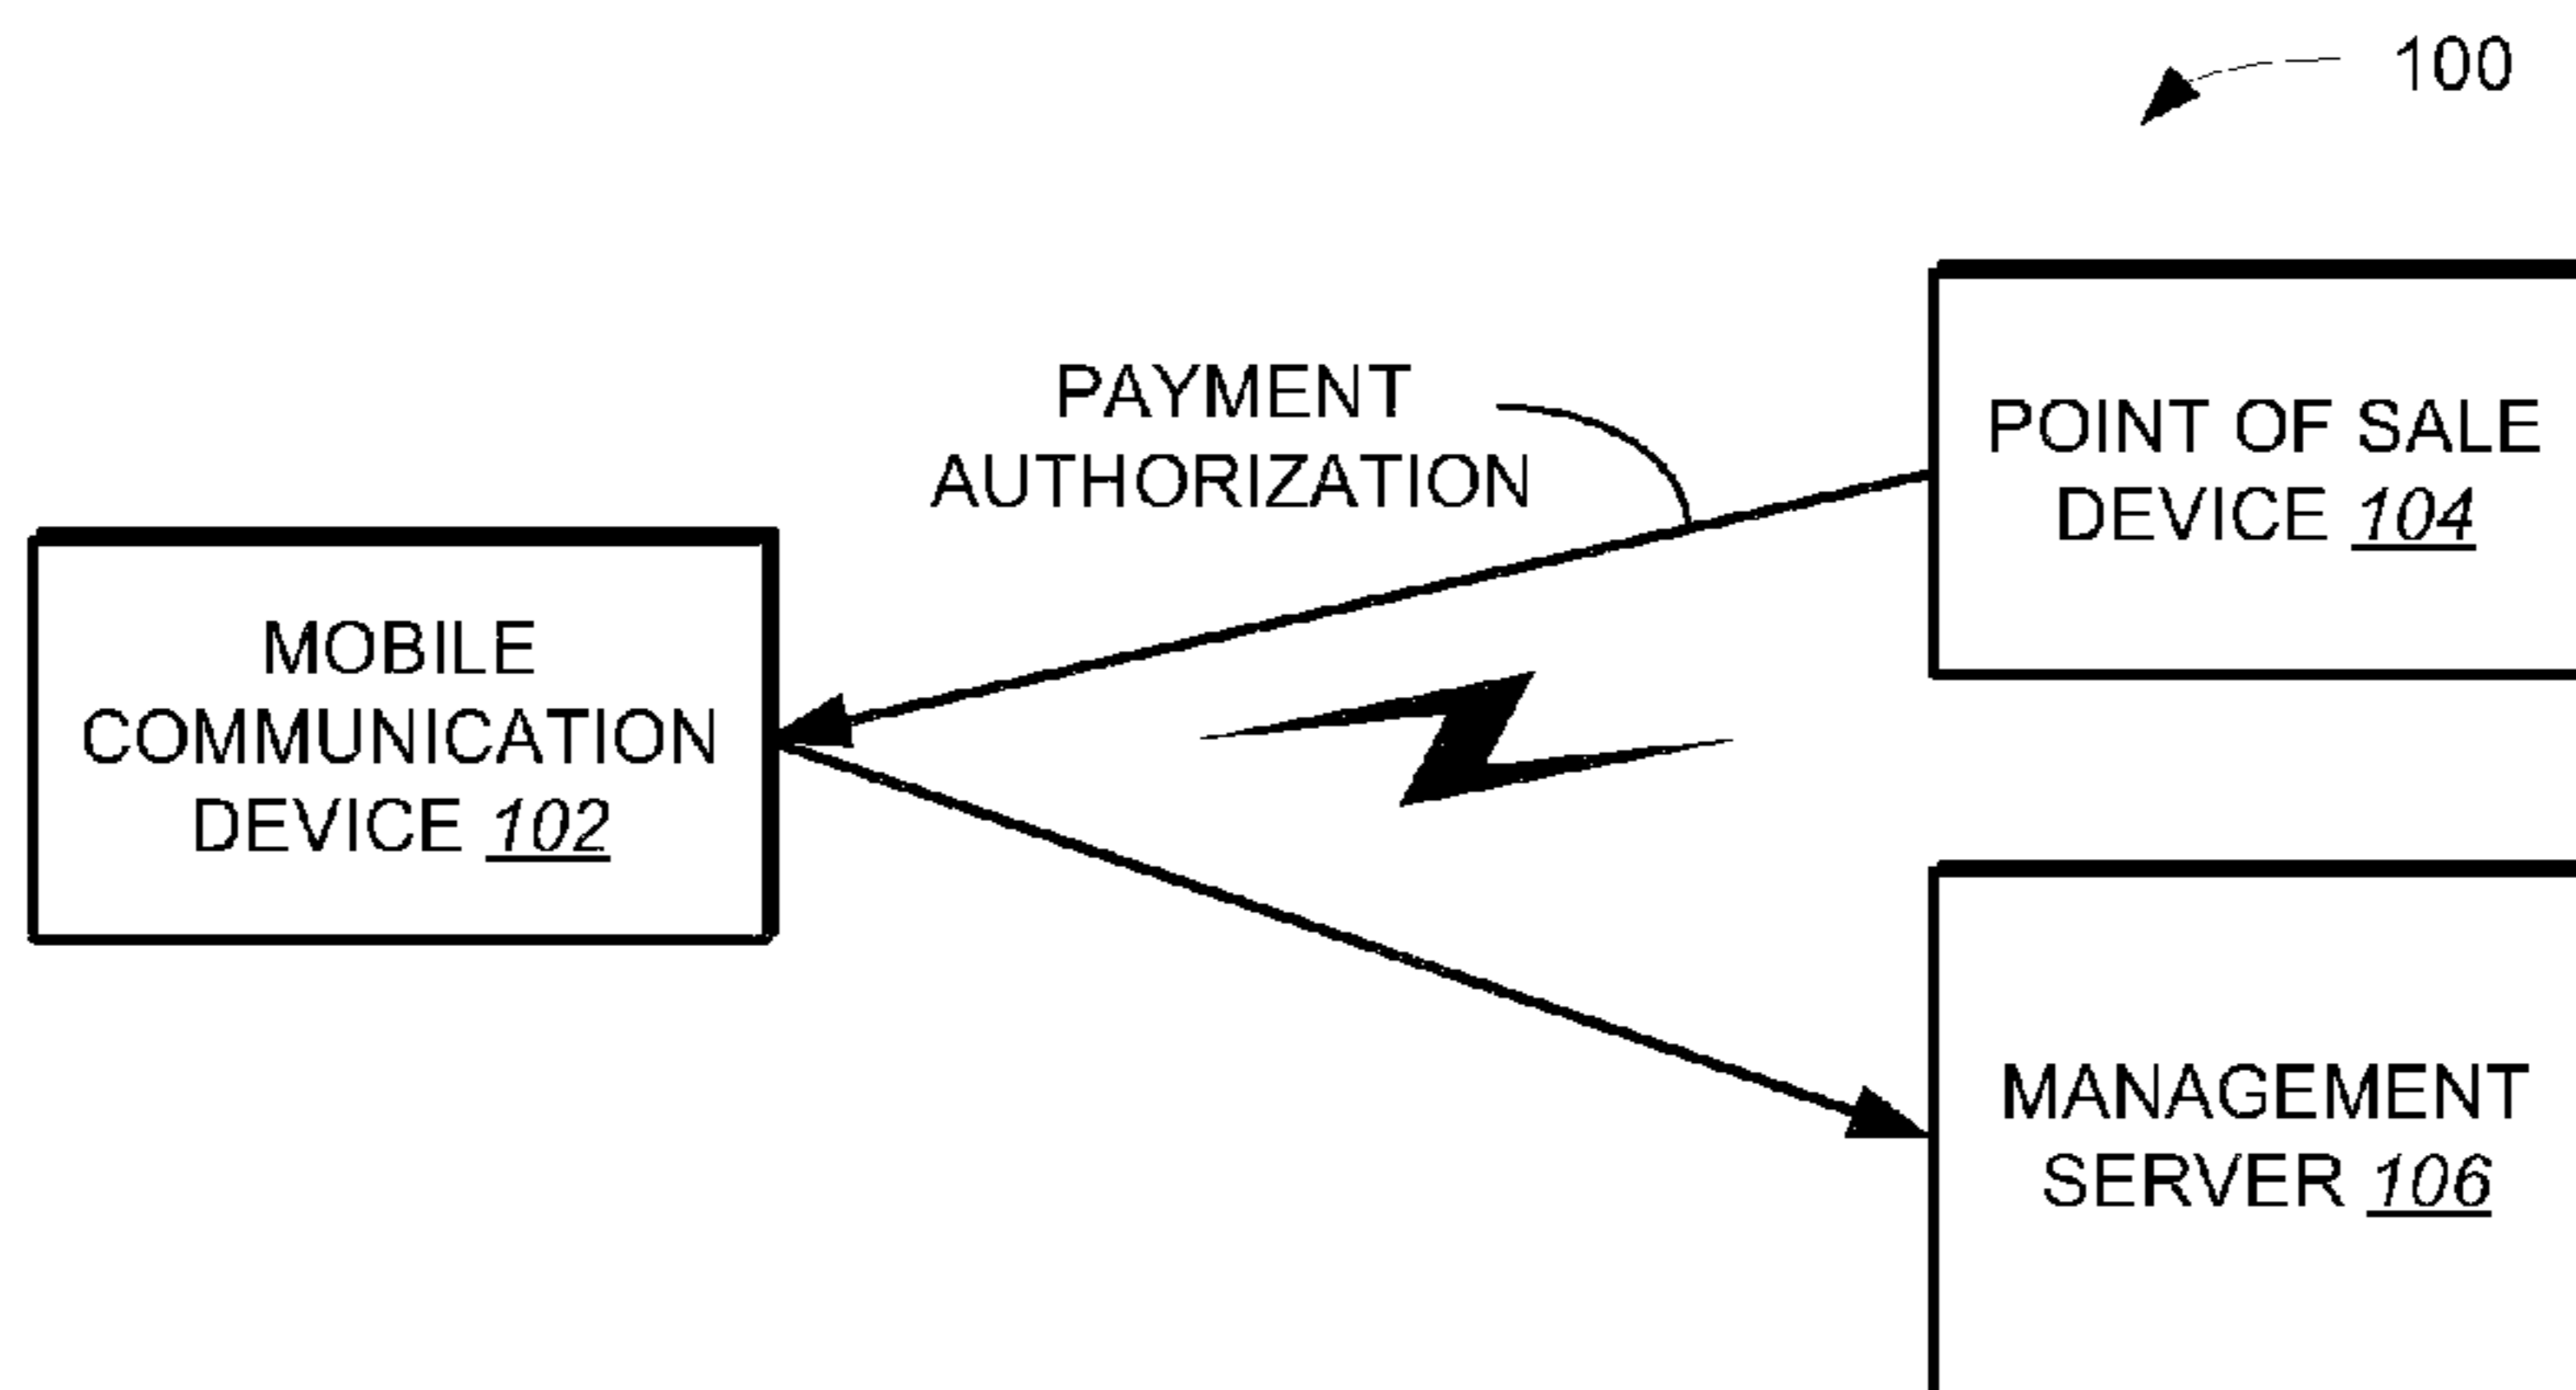 100
PAYMENT
AUTHORIZATION
POINT OF SALE
DEVICE 104
MOBILE
COMMUNICATION
DEVICE 102
MANAGEMENT
SERVER 106